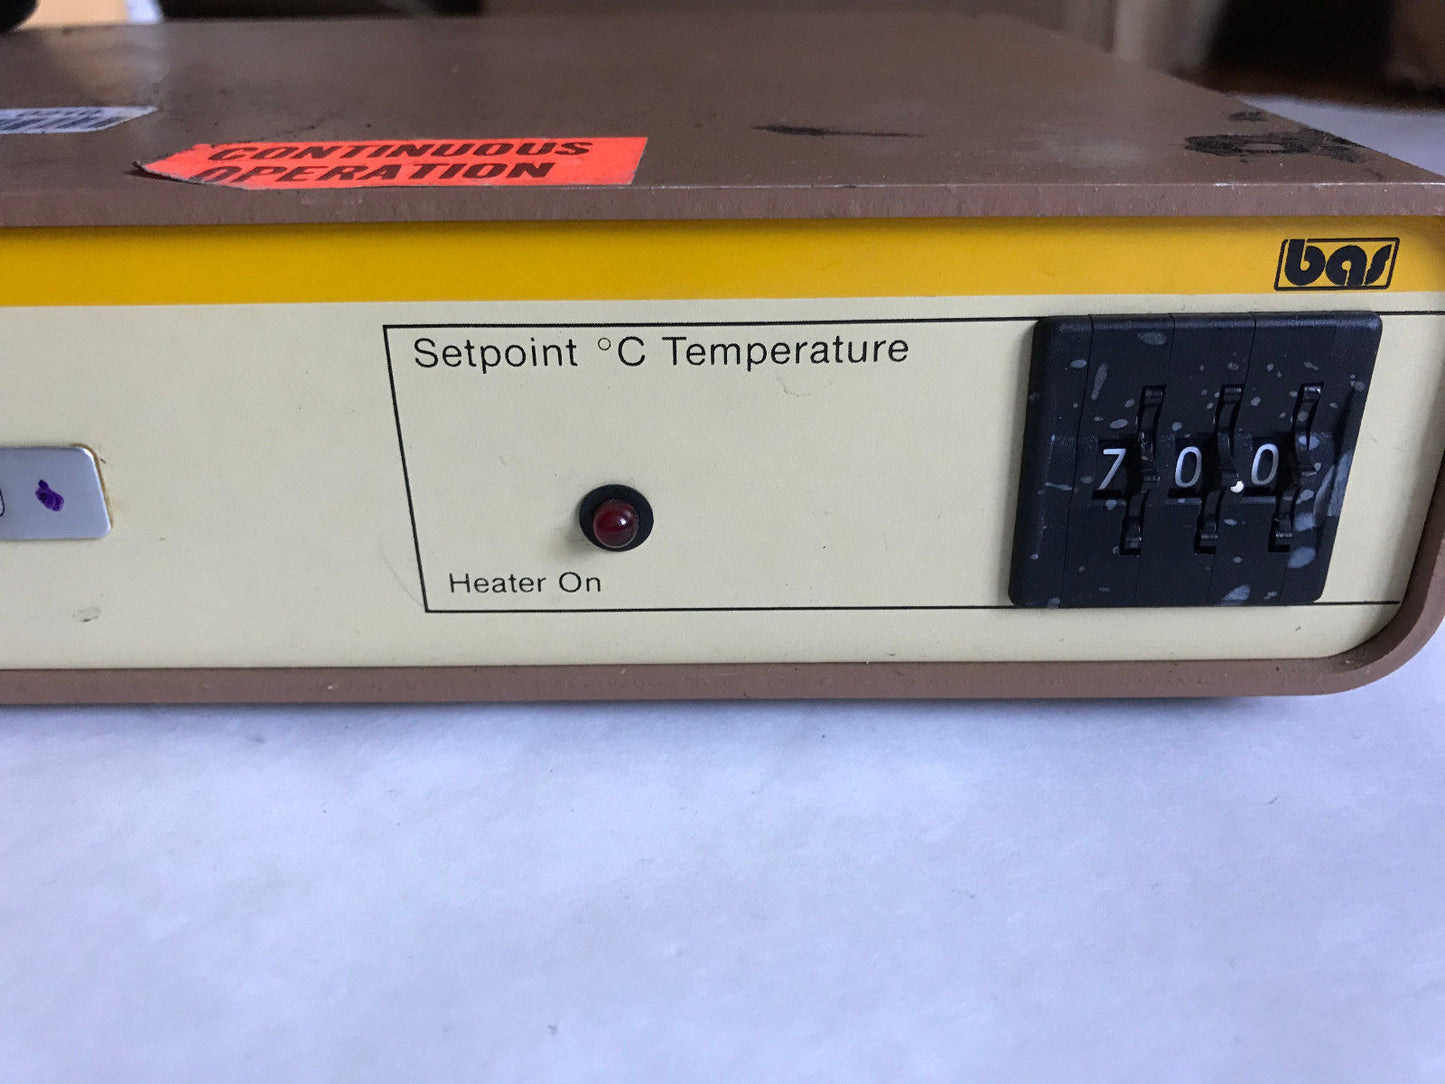 CONTINUOUS
OPERATION
bas
Setpoint °C Temperature
70.0
Heater On